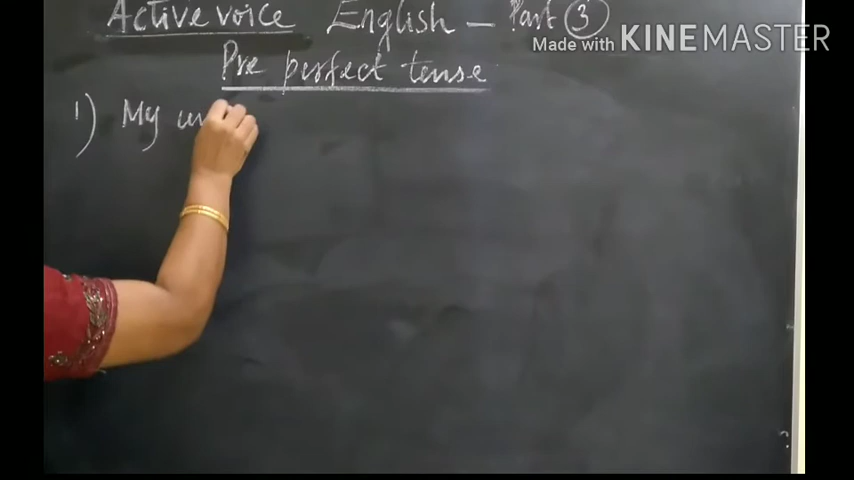 Active voice English - Part 3
Made with KINEMASTER
Pre perfect tense
1) My